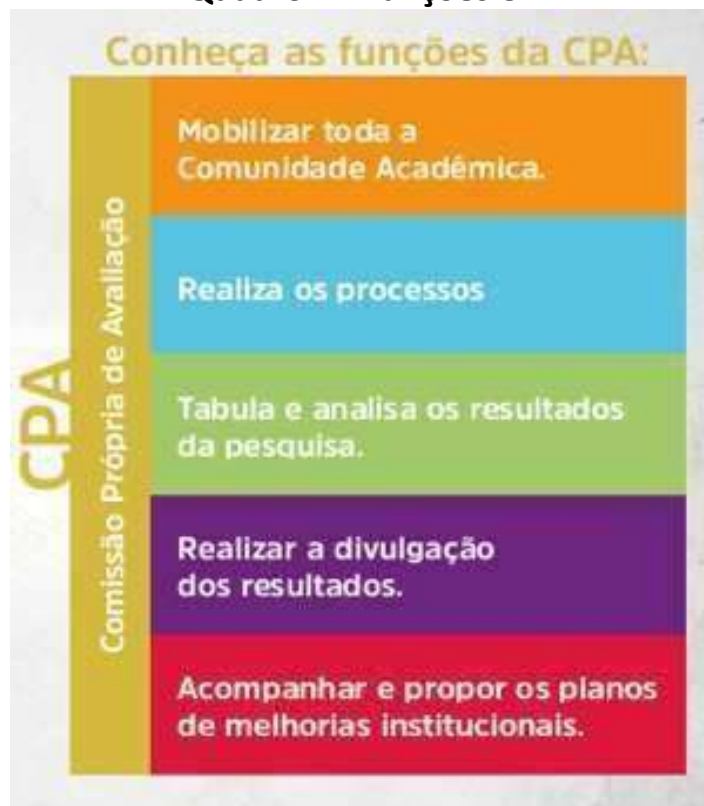 Conheça as funções da CPA:
CPA
Comissão Própria de Avaliação
Mobilizar toda a
Comunidade Acadêmica.
Realiza os processos
Tabula e analisa os resultados
da pesquisa.
Realizar a divulgação
dos resultados.
Acompanhar e propor os planos
de melhorias institucionais.